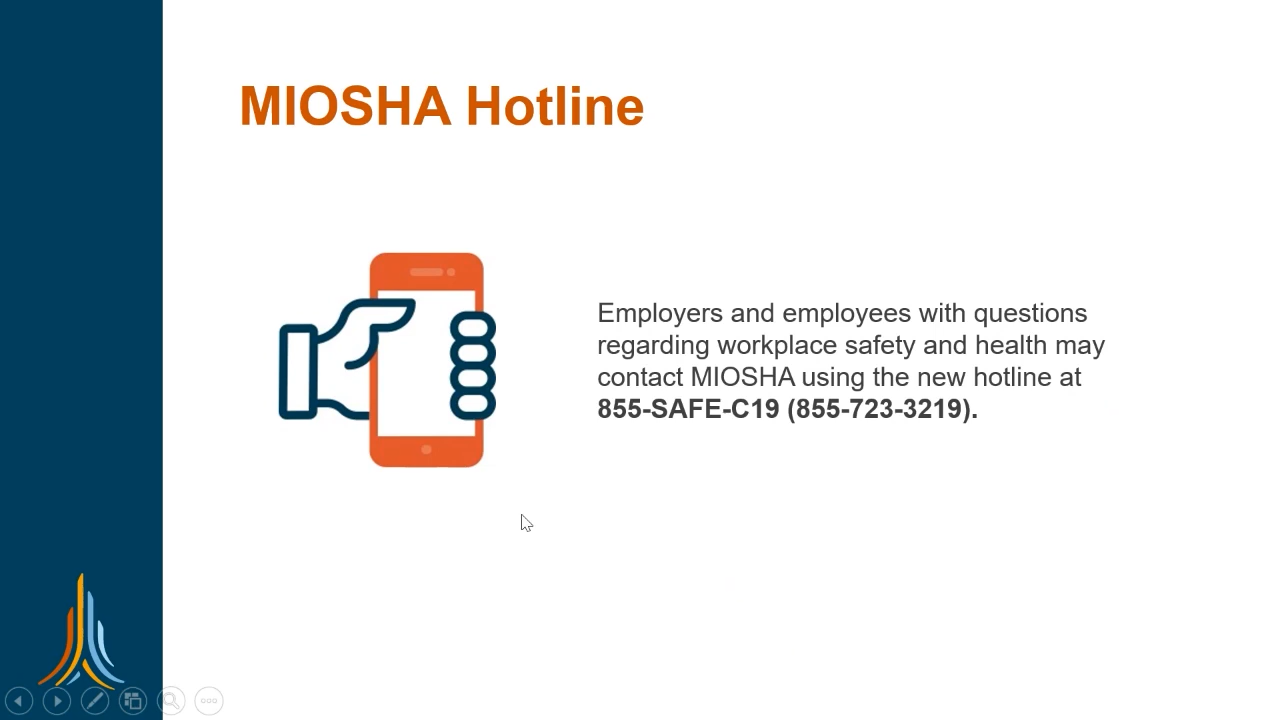 MIOSHA Hotline
Employers and employees with questions
regarding workplace safety and health may
contact MIOSHA using the new hotline at
855-SAFE-C19 (855-723-3219).